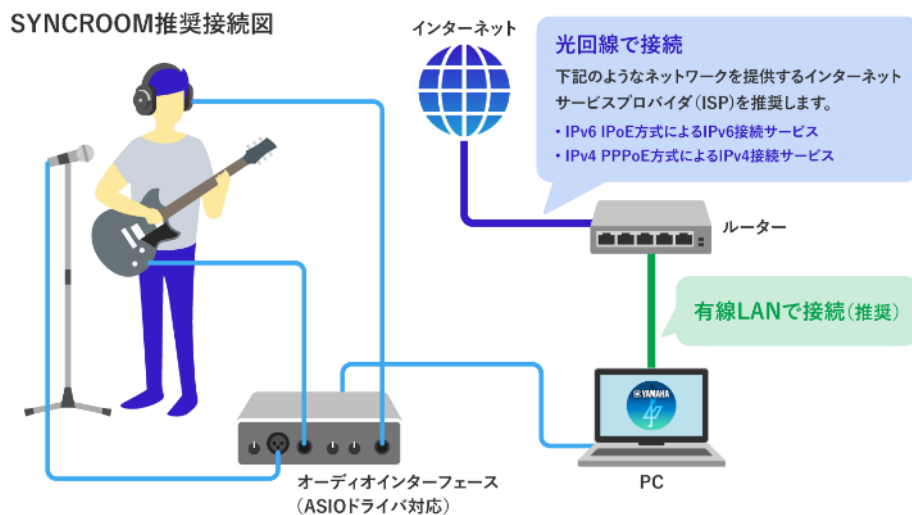 SYNCROOM推奨接続図
インターネット
光回線で接続
下記のようなネットワークを提供するインターネット
サービスプロバイダ(ISP)を推奨します。
・IPv6 IPoE方式によるIPv6接続サービス
・IPv4 PPPoE方式によるIPv4接続サービス
ルーター
有線LANで接続(推奨)
YAMAHA
PC
オーディオインターフェース
(ASIOドライバ対応)